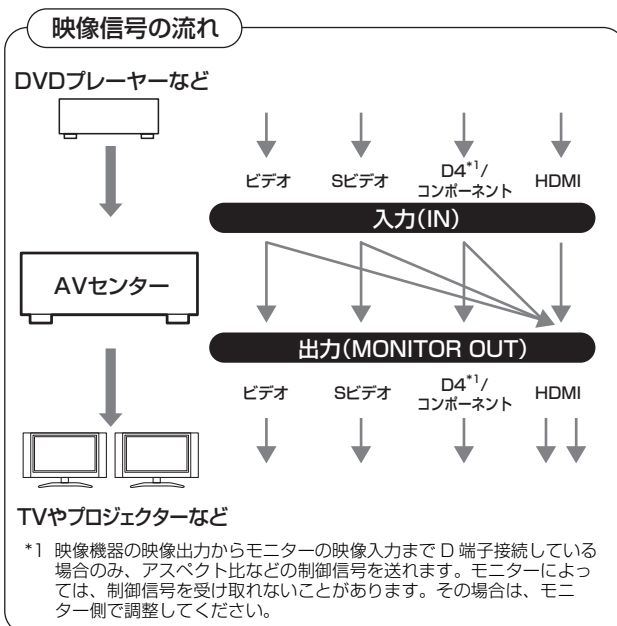 映像信号の流れ
DVDプレーヤーなど
ビデオ Sビデオ D4*1/ HDMI
コンポーネント
入力(IN)
AVセンター
出力(MONITOR OUT)
ビデオ Sビデオ D4*1/ HDMI
コンポーネント
TVやプロジェクターなど
*1 映像機器の映像出力からモニターの映像入力まで D 端子接続している
場合のみ、アスペクト比などの制御信号を送れます。モニターによっ
ては、制御信号を受け取れないことがあります。その場合は、モニ
ター側で調整してください。